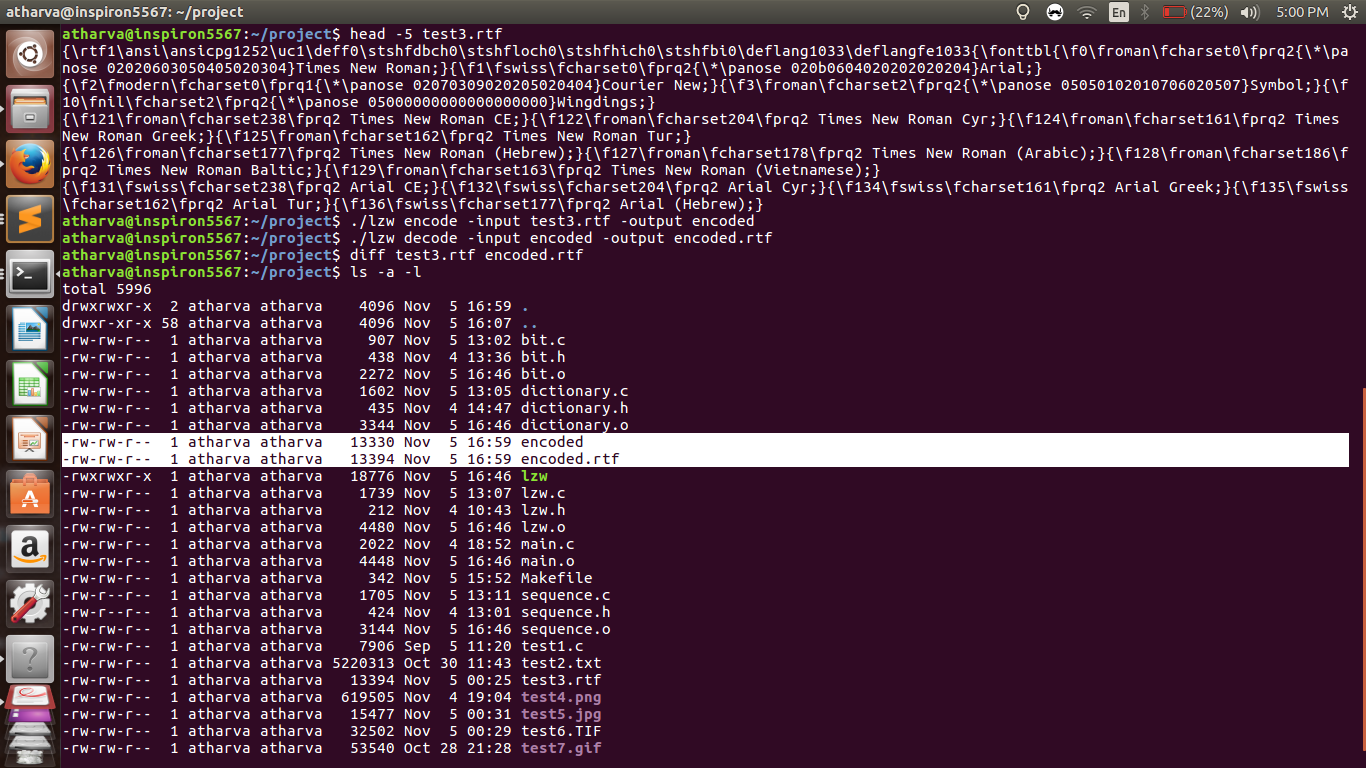 atharva@inspiron5567: ~/project En (22%) 5:00 PM
atharva@inspiron5567:~/project$ head -5 test3.rtf
{\rtf1\ansi\ansicpg1252\uc1\deff0\stshfdbch0\stshfloch0\stshfhich0\stshfbi0\deflang1033\deflangfe1033{\fonttbl{\f0\froman\fcharset0\fprq2{\*\pa
nose 02020603050405020304}Times New Roman;}{\f1\fswiss\fcharset0\fprq2{\*\panose 020b0604020202020204}Arial;}
{\f2\fmodern\fcharset0\fprq1{\*\panose 02070309020205020404}Courier New;}{\f3\froman\fcharset2\fprq2{\*\panose 05050102010706020507}Symbol;}{\f
10\fnil\fcharset2\fprq2{\*\panose 05000000000000000000}Wingdings;}
{\f121\froman\fcharset238\fprq2 Times New Roman CE;}{\f122\froman\fcharset204\fprq2 Times New Roman Cyr;}{\f124\froman\fcharset161\fprq2 Times
New Roman Greek;}{\f125\froman\fcharset162\fprq2 Times New Roman Tur;}
{\f126\froman\fcharset177\fprq2 Times New Roman (Hebrew);}{\f127\froman\fcharset178\fprq2 Times New Roman (Arabic);}{\f128\froman\fcharset186\f
prq2 Times New Roman Baltic;}{\f129\froman\fcharset163\fprq2 Times New Roman (Vietnamese);}
{\f131\fswiss\fcharset238\fprq2 Arial CE;}{\f132\fswiss\fcharset204\fprq2 Arial Cyr;}{\f134\fswiss\fcharset161\fprq2 Arial Greek;}{\f135\fswiss
\fcharset162\fprq2 Arial Tur;}{\f136\fswiss\fcharset177\fprq2 Arial (Hebrew);}
atharva@inspiron5567:~/project$ ./lzw encode -input test3.rtf -output encoded
atharva@inspiron5567:~/project$ ./lzw decode -input encoded -output encoded.rtf
atharva@inspiron5567:~/project$ diff test3.rtf encoded.rtf
atharva@inspiron5567:~/project$ ls -a -l
total 5996
drwxrwxr-x  2 atharva atharva    4096 Nov  5 16:59 .
drwxr-xr-x 58 atharva atharva    4096 Nov  5 16:07 ..
-rw-rw-r--  1 atharva atharva     907 Nov  5 13:02 bit.c
-rw-rw-r--  1 atharva atharva     438 Nov  4 13:36 bit.h
-rw-rw-r--  1 atharva atharva    2272 Nov  5 16:46 bit.o
-rw-rw-r--  1 atharva atharva    1602 Nov  5 13:05 dictionary.c
-rw-rw-r--  1 atharva atharva     435 Nov  4 14:47 dictionary.h
-rw-rw-r--  1 atharva atharva    3344 Nov  5 16:46 dictionary.o
-rw-rw-r--  1 atharva atharva   13330 Nov  5 16:59 encoded
-rw-rw-r--  1 atharva atharva   13394 Nov  5 16:59 encoded.rtf
-rwxrwxr-x  1 atharva atharva   18776 Nov  5 16:46 lzw
-rw-rw-r--  1 atharva atharva    1739 Nov  5 13:07 lzw.c
-rw-rw-r--  1 atharva atharva     212 Nov  4 10:43 lzw.h
-rw-rw-r--  1 atharva atharva    4480 Nov  5 16:46 lzw.o
-rw-rw-r--  1 atharva atharva    2022 Nov  4 18:52 main.c
-rw-rw-r--  1 atharva atharva    4448 Nov  5 16:46 main.o
-rw-rw-r--  1 atharva atharva     342 Nov  5 15:52 Makefile
-rw-r--r--  1 atharva atharva    1705 Nov  5 13:11 sequence.c
-rw-r--r--  1 atharva atharva     424 Nov  4 13:01 sequence.h
-rw-rw-r--  1 atharva atharva    3144 Nov  5 16:46 sequence.o
-rw-rw-r--  1 atharva atharva    7906 Sep  5 11:20 test1.c
-rw-rw-r--  1 atharva atharva 5220313 Oct 30 11:43 test2.txt
-rw-rw-r--  1 atharva atharva   13394 Nov  5 00:25 test3.rtf
-rw-rw-r--  1 atharva atharva  619505 Nov  4 19:04 test4.png
-rw-rw-r--  1 atharva atharva   15477 Nov  5 00:31 test5.jpg
-rw-rw-r--  1 atharva atharva   32502 Nov  5 00:29 test6.TIF
-rw-rw-r--  1 atharva atharva   53540 Oct 28 21:28 test7.gif